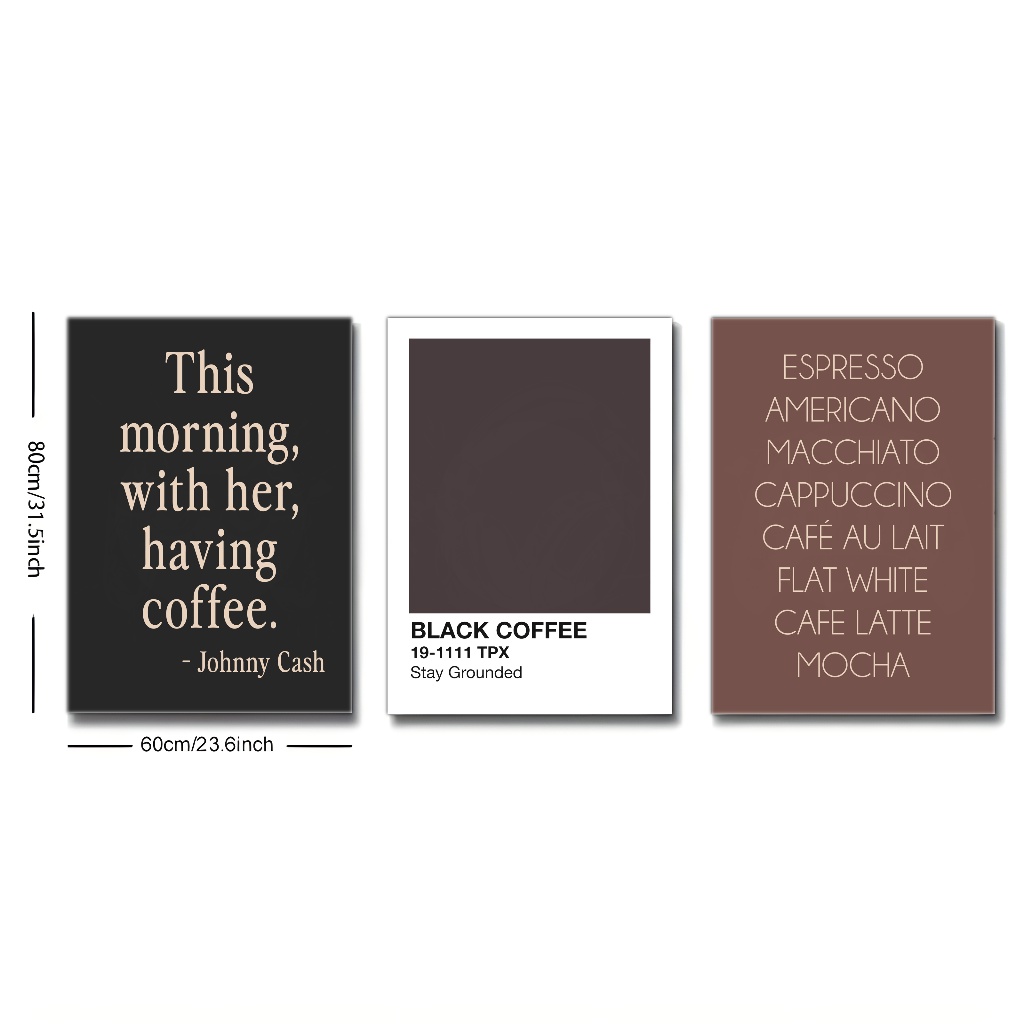 80cm/31.5inch
This
morning,
with her,
having
coffee.
- Johnny Cash
60cm/23.6inch
BLACK COFFEE
19-1111 TPX
Stay Grounded
ESPRESSO
AMERICANO
MACCHIATO
CAPPUCCINO
CAFÉ AU LAIT
FLAT WHITE
CAFE LATTE
MOCHA